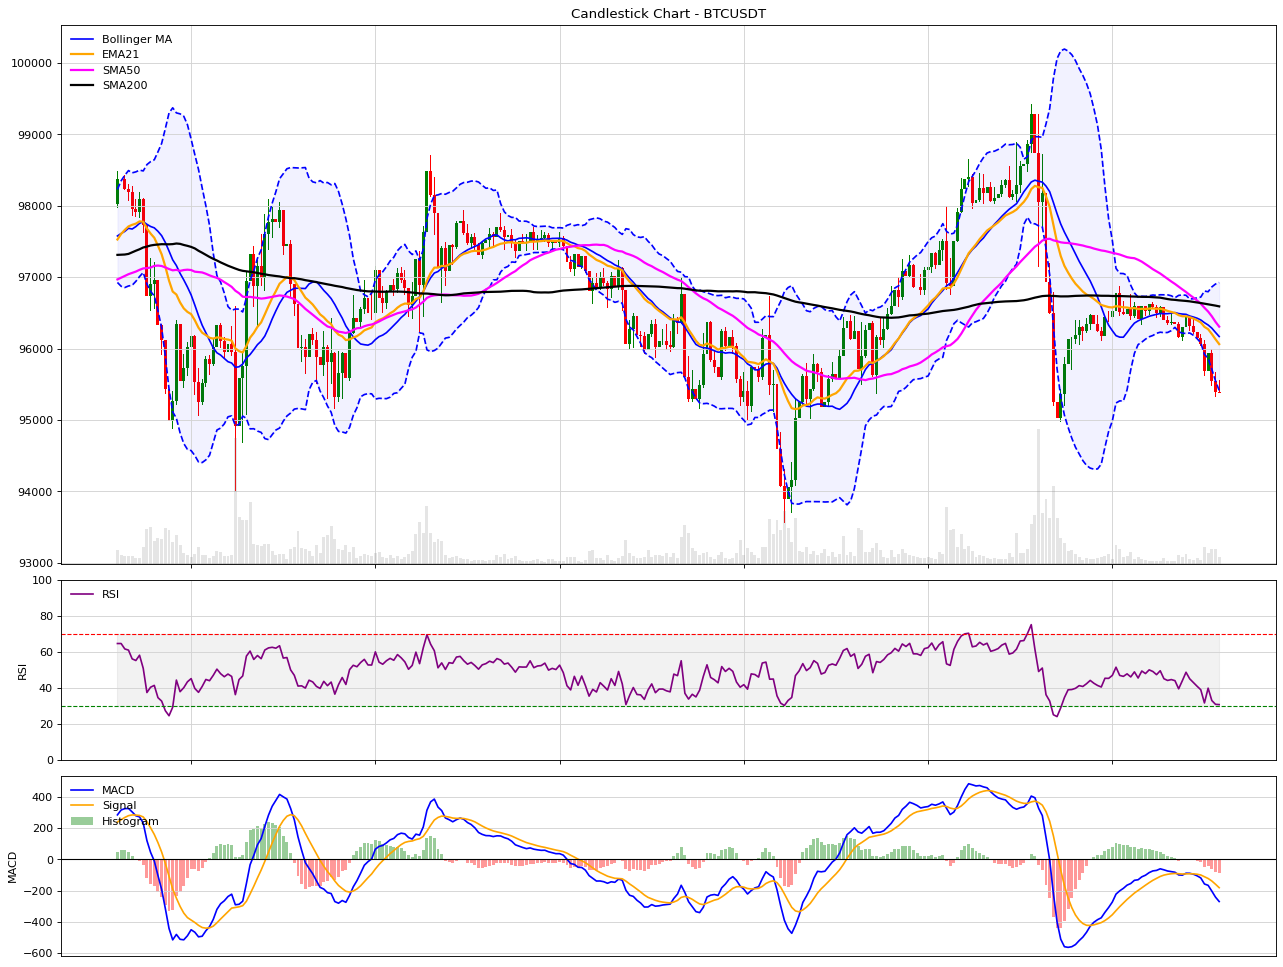 Candlestick Chart - BTCUSDT
Bollinger MA
EMA21
SMA50
SMA200
100000
99000
98000
97000
96000
95000
94000
93000
RSI
100
80
60
40
20
0
RSI
MACD
Signal
Histogram
400
200
0
−200
−400
−600
MACD